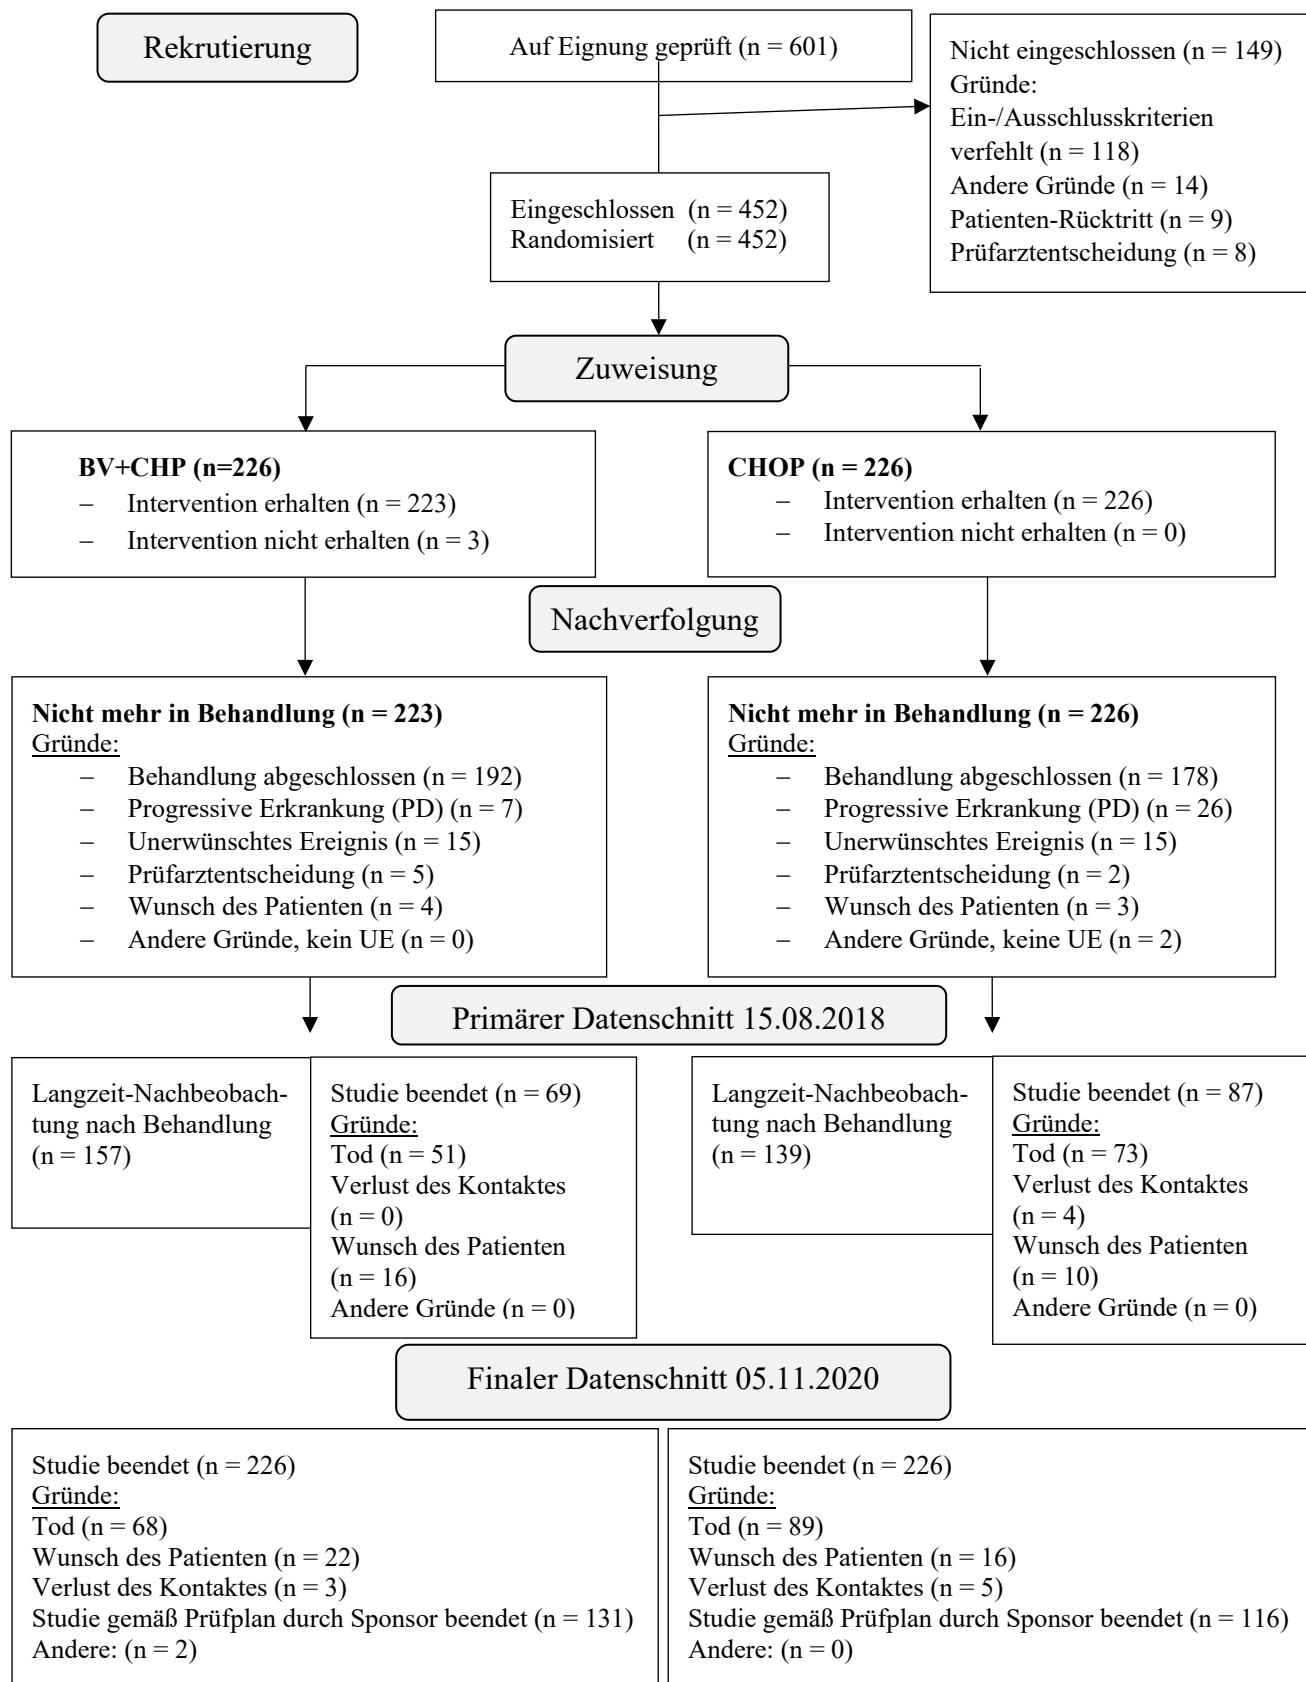 Rekrutierung
Auf Eignung geprüft (n = 601)
Nicht eingeschlossen (n = 149)
Gründe:
Ein-/Ausschlusskriterien
verfehlt (n = 118)
Andere Gründe (n = 14)
Patienten-Rücktritt (n = 9)
Prüfarztentscheidung (n = 8)
Eingeschlossen (n = 452)
Randomisiert (n = 452)
Zuweisung
BV+CHP (n=226)
– Intervention erhalten (n = 223)
– Intervention nicht erhalten (n = 3)
CHOP (n = 226)
– Intervention erhalten (n = 226)
– Intervention nicht erhalten (n = 0)
Nachverfolgung
Nicht mehr in Behandlung (n = 223)
Gründe:
– Behandlung abgeschlossen (n = 192)
– Progressive Erkrankung (PD) (n = 7)
– Unerwünschtes Ereignis (n = 15)
– Prüfarztentscheidung (n = 5)
– Wunsch des Patienten (n = 4)
– Andere Gründe, kein UE (n = 0)
Nicht mehr in Behandlung (n = 226)
Gründe:
– Behandlung abgeschlossen (n = 178)
– Progressive Erkrankung (PD) (n = 26)
– Unerwünschtes Ereignis (n = 15)
– Prüfarztentscheidung (n = 2)
– Wunsch des Patienten (n = 3)
– Andere Gründe, keine UE (n = 2)
Primärer Datenschnitt 15.08.2018
Langzeit-Nachbeobach-
tung nach Behandlung
(n = 157)
Studie beendet (n = 69)
Gründe:
Tod (n = 51)
Verlust des Kontaktes
(n = 0)
Wunsch des Patienten
(n = 16)
Andere Gründe (n = 0)
Langzeit-Nachbeobach-
tung nach Behandlung
(n = 139)
Studie beendet (n = 87)
Gründe:
Tod (n = 73)
Verlust des Kontaktes
(n = 4)
Wunsch des Patienten
(n = 10)
Andere Gründe (n = 0)
Finaler Datenschnitt 05.11.2020
Studie beendet (n = 226)
Gründe:
Tod (n = 68)
Wunsch des Patienten (n = 22)
Verlust des Kontaktes (n = 3)
Studie gemäß Prüfplan durch Sponsor beendet (n = 131)
Andere: (n = 2)
Studie beendet (n = 226)
Gründe:
Tod (n = 89)
Wunsch des Patienten (n = 16)
Verlust des Kontaktes (n = 5)
Studie gemäß Prüfplan durch Sponsor beendet (n = 116)
Andere: (n = 0)